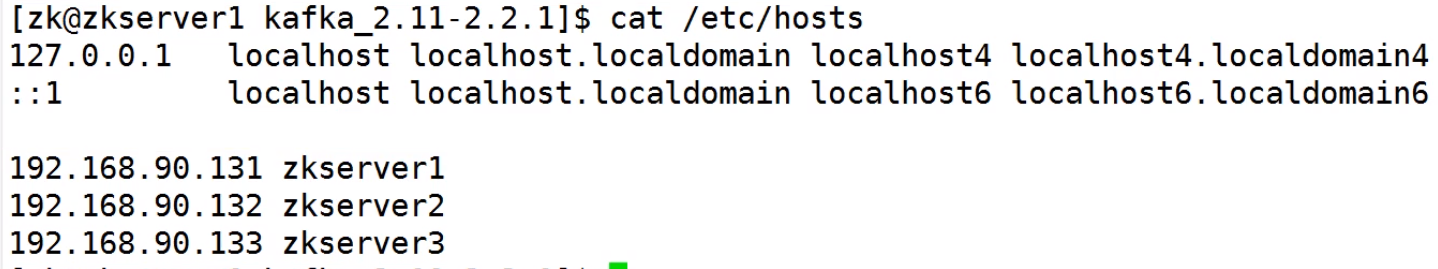 [zk@zkserver1 kafka_2.11-2.2.1]$ cat /etc/hosts
127.0.0.1   localhost localhost.localdomain localhost4 localhost4.localdomain4
::1         localhost localhost.localdomain localhost6 localhost6.localdomain6
192.168.90.131 zkserver1
192.168.90.132 zkserver2
192.168.90.133 zkserver3